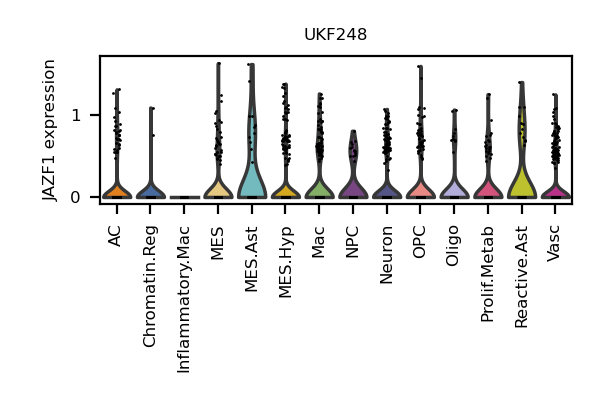 UKF248
JAZF1 expression
1
0
AC
Chromatin.Reg
Inflammatory.Mac
MES
MES.Ast
MES.Hyp
Mac
NPC
Neuron
OPC
Oligo
Prolif.Metab
Reactive.Ast
Vasc